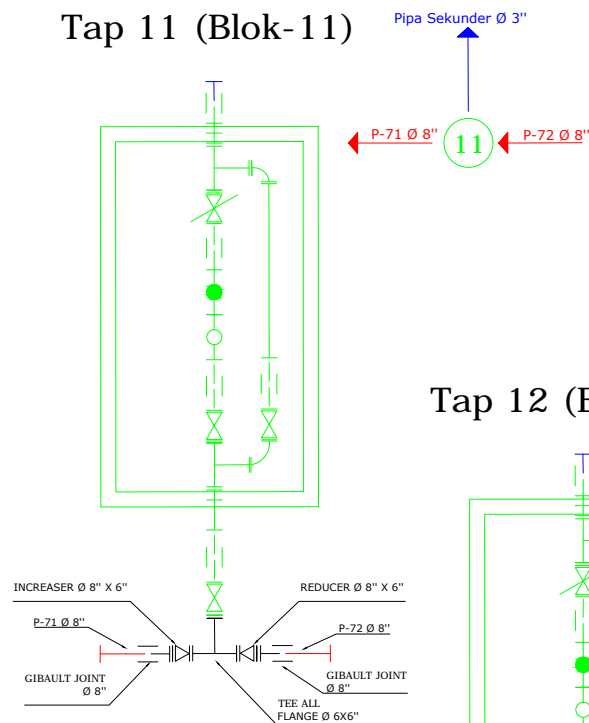 Tap 11 (Blok-11)
Pipa Sekunder Ø 3"
P-71 Ø 8"
11
P-72 Ø 8"
Tap 12 (
INCREASER Ø 8" X 6"
REDUCER Ø 8" X 6"
P-71 Ø 8"
P-72 Ø 8"
GIBAULT JOINT
Ø 8"
GIBAULT JOINT
Ø 8"
TEE ALL
FLANGE Ø 6X6"